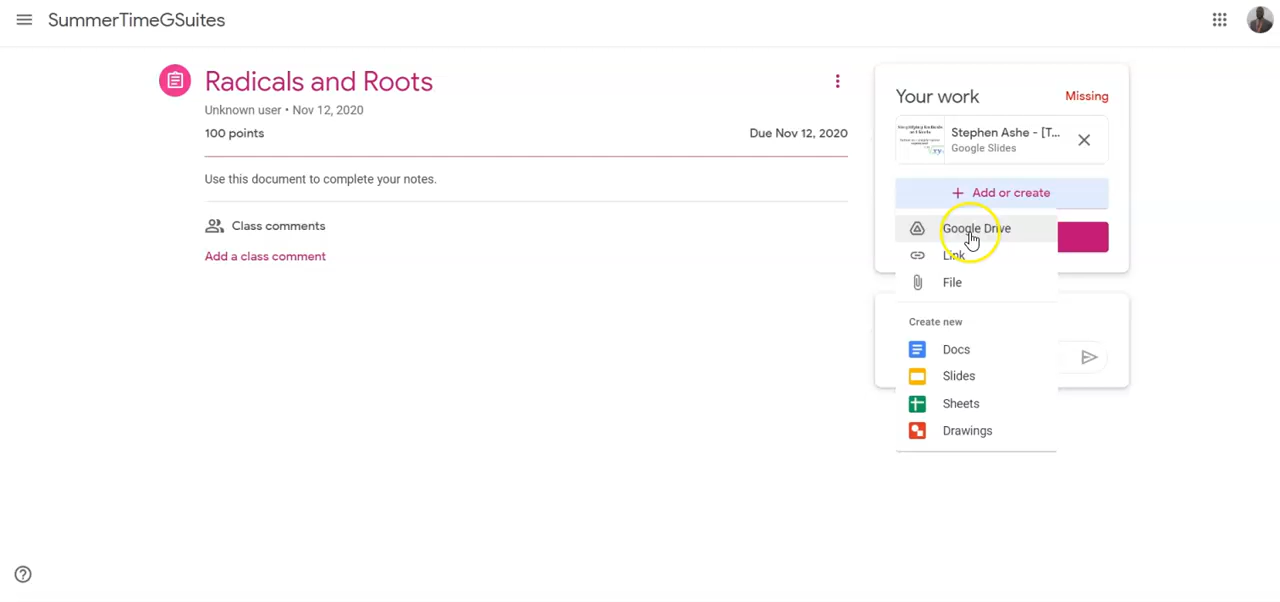 SummerTimeGSuites
Radicals and Roots
Unknown user • Nov 12, 2020
100 points
Due Nov 12, 2020
Use this document to complete your notes.
Class comments
Add a class comment
Your work
Missing
Stephen Ashe - [T...
Google Slides
+ Add or create
Google Drive
Link
File
Create new
Docs
Slides
Sheets
Drawings